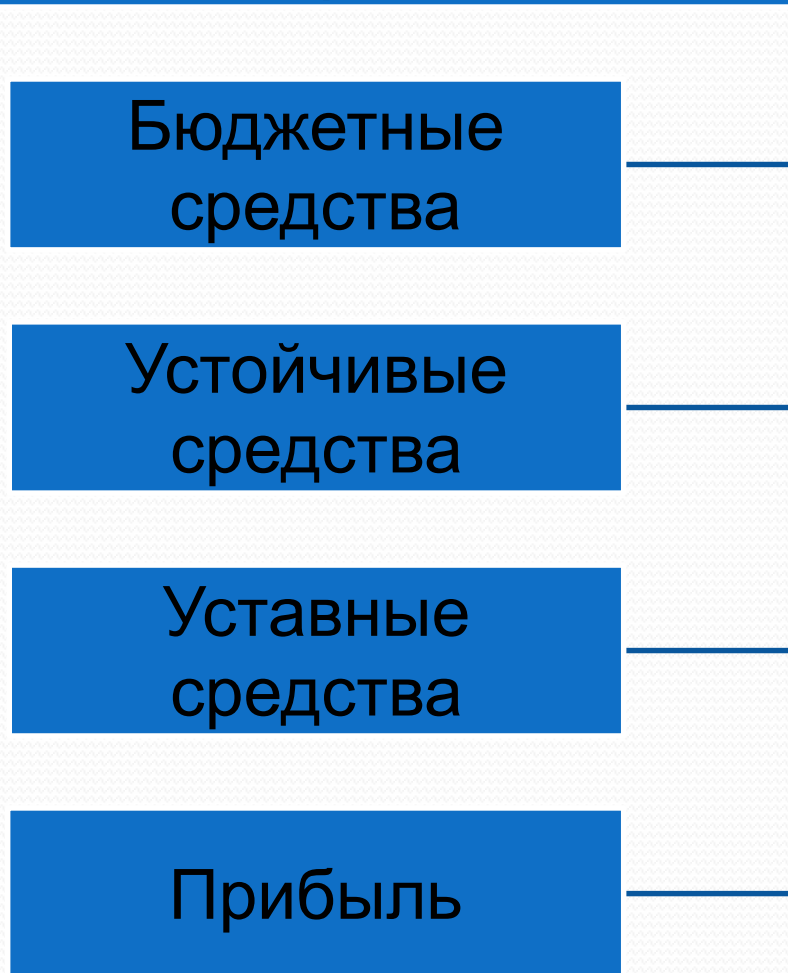 Бюджетные
средства
Устойчивые
средства
Уставные
средства
Прибыль